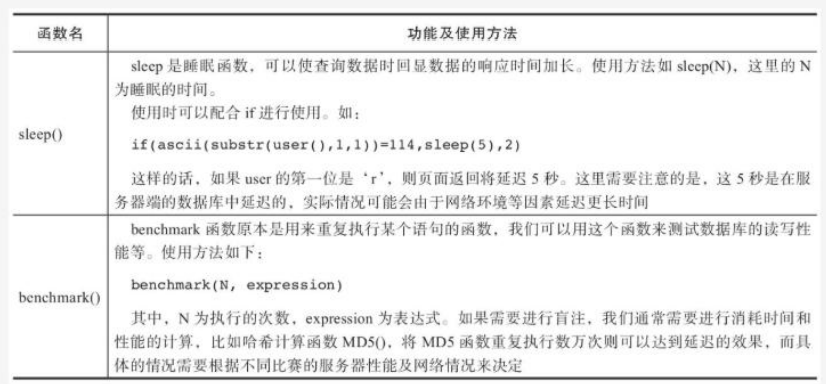 函数名 功能及使用方法
sleep 是睡眠函数，可以使查询数据时回显数据的响应时间加长。使用方法如 sleep(N)，这里的 N
为睡眠的时间。
使用时可以配合 if 进行使用。如：
sleep()
if(ascii(substr(user(),1,1))=114,sleep(5),2)
这样的话，如果 user 的第一位是‘r’，则页面返回将延迟 5 秒。这里需要注意的是，这 5 秒是在服
务器端的数据库中延迟的，实际情况可能会由于网络环境等因素延迟更长时间
benchmark 函数原本是用来重复执行某个语句的函数，我们可以用这个函数来测试数据库的读写性
能等。使用方法如下：
benchmark(N, expression)
benchmark()
其中，N 为执行的次数，expression 为表达式。如果需要进行盲注，我们通常需要进行消耗时间和
性能的计算，比如哈希计算函数 MD5()，将 MD5 函数重复执行数万次则可以达到延迟的效果，而具
体的情况需要根据不同比赛的服务器性能及网络情况来决定